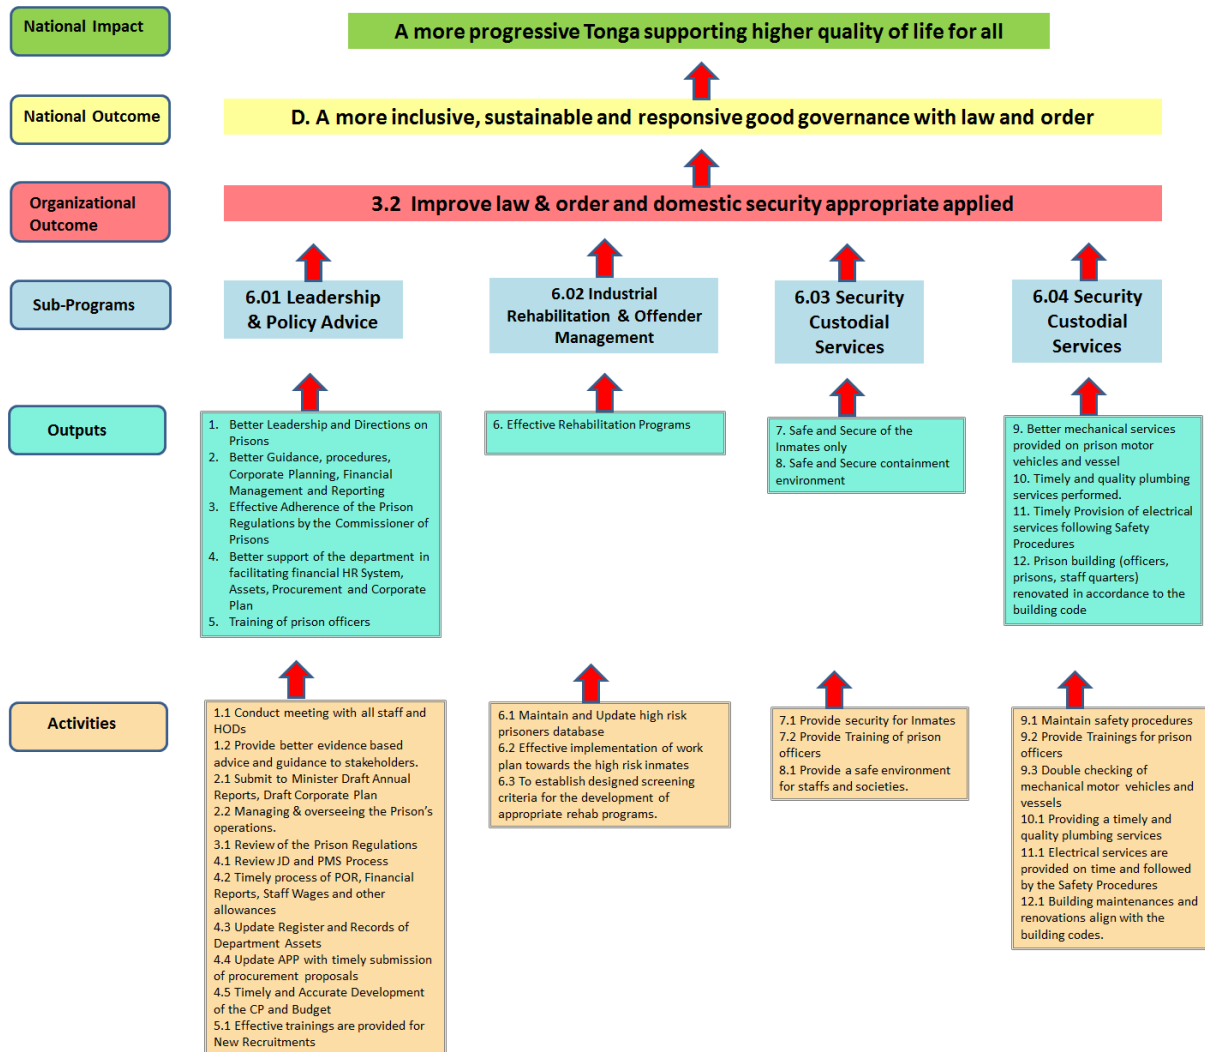 National Impact
A more progressive Tonga supporting higher quality of life for all
National Outcome
D. A more inclusive, sustainable and responsive good governance with law and order
Organizational
Outcome
3.2 Improve law & order and domestic security appropriate applied
Sub-Programs
6.01 Leadership
& Policy Advice
6.02 Industrial
Rehabilitation & Offender
Management
6.03 Security
Custodial
Services
6.04 Security
Custodial
Services
Outputs
1. Better Leadership and Directions on
Prisons
2. Better Guidance, procedures,
Corporate Planning, Financial
Management and Reporting
3. Effective Adherence of the Prison
Regulations by the Commissioner of
Prisons
4. Better support of the department in
facilitating financial HR System,
Assets, Procurement and Corporate
Plan
5. Training of prison officers
6. Effective Rehabilitation Programs
7. Safe and Secure of the
Inmates only
8. Safe and Secure containment
environment
9. Better mechanical services
provided on prison motor
vehicles and vessel
10. Timely and quality plumbing
services performed.
11. Timely Provision of electrical
services following Safety
Procedures
12. Prison building (officers,
prisons, staff quarters)
renovated in accordance to the
building code
Activities
1.1 Conduct meeting with all staff and
HODs
1.2 Provide better evidence based
advice and guidance to stakeholders.
2.1 Submit to Minister Draft Annual
Reports, Draft Corporate Plan
2.2 Managing & overseeing the Prison's
operations.
3.1 Review of the Prison Regulations
4.1 Review JD and PMS Process
4.2 Timely process of POR, Financial
Reports, Staff Wages and other
allowances
4.3 Update Register and Records of
Department Assets
4.4 Update APP with timely submission
of procurement proposals
4.5 Timely and Accurate Development
of the CP and Budget
5.1 Effective trainings are provided for
New Recruitments
6.1 Maintain and Update high risk
prisoners database
6.2 Effective implementation of work
plan towards the high risk inmates
6.3 To establish designed screening
criteria for the development of
appropriate rehab programs.
7.1 Provide security for Inmates
7.2 Provide Training of prison
officers
8.1 Provide a safe environment
for staffs and societies.
9.1 Maintain safety procedures
9.2 Provide Trainings for prison
officers
9.3 Double checking of
mechanical motor vehicles and
vessels
10.1 Providing a timely and
quality plumbing services
11.1 Electrical services are
provided on time and followed
by the Safety Procedures
12.1 Building maintenances and
renovations align with the
building codes.